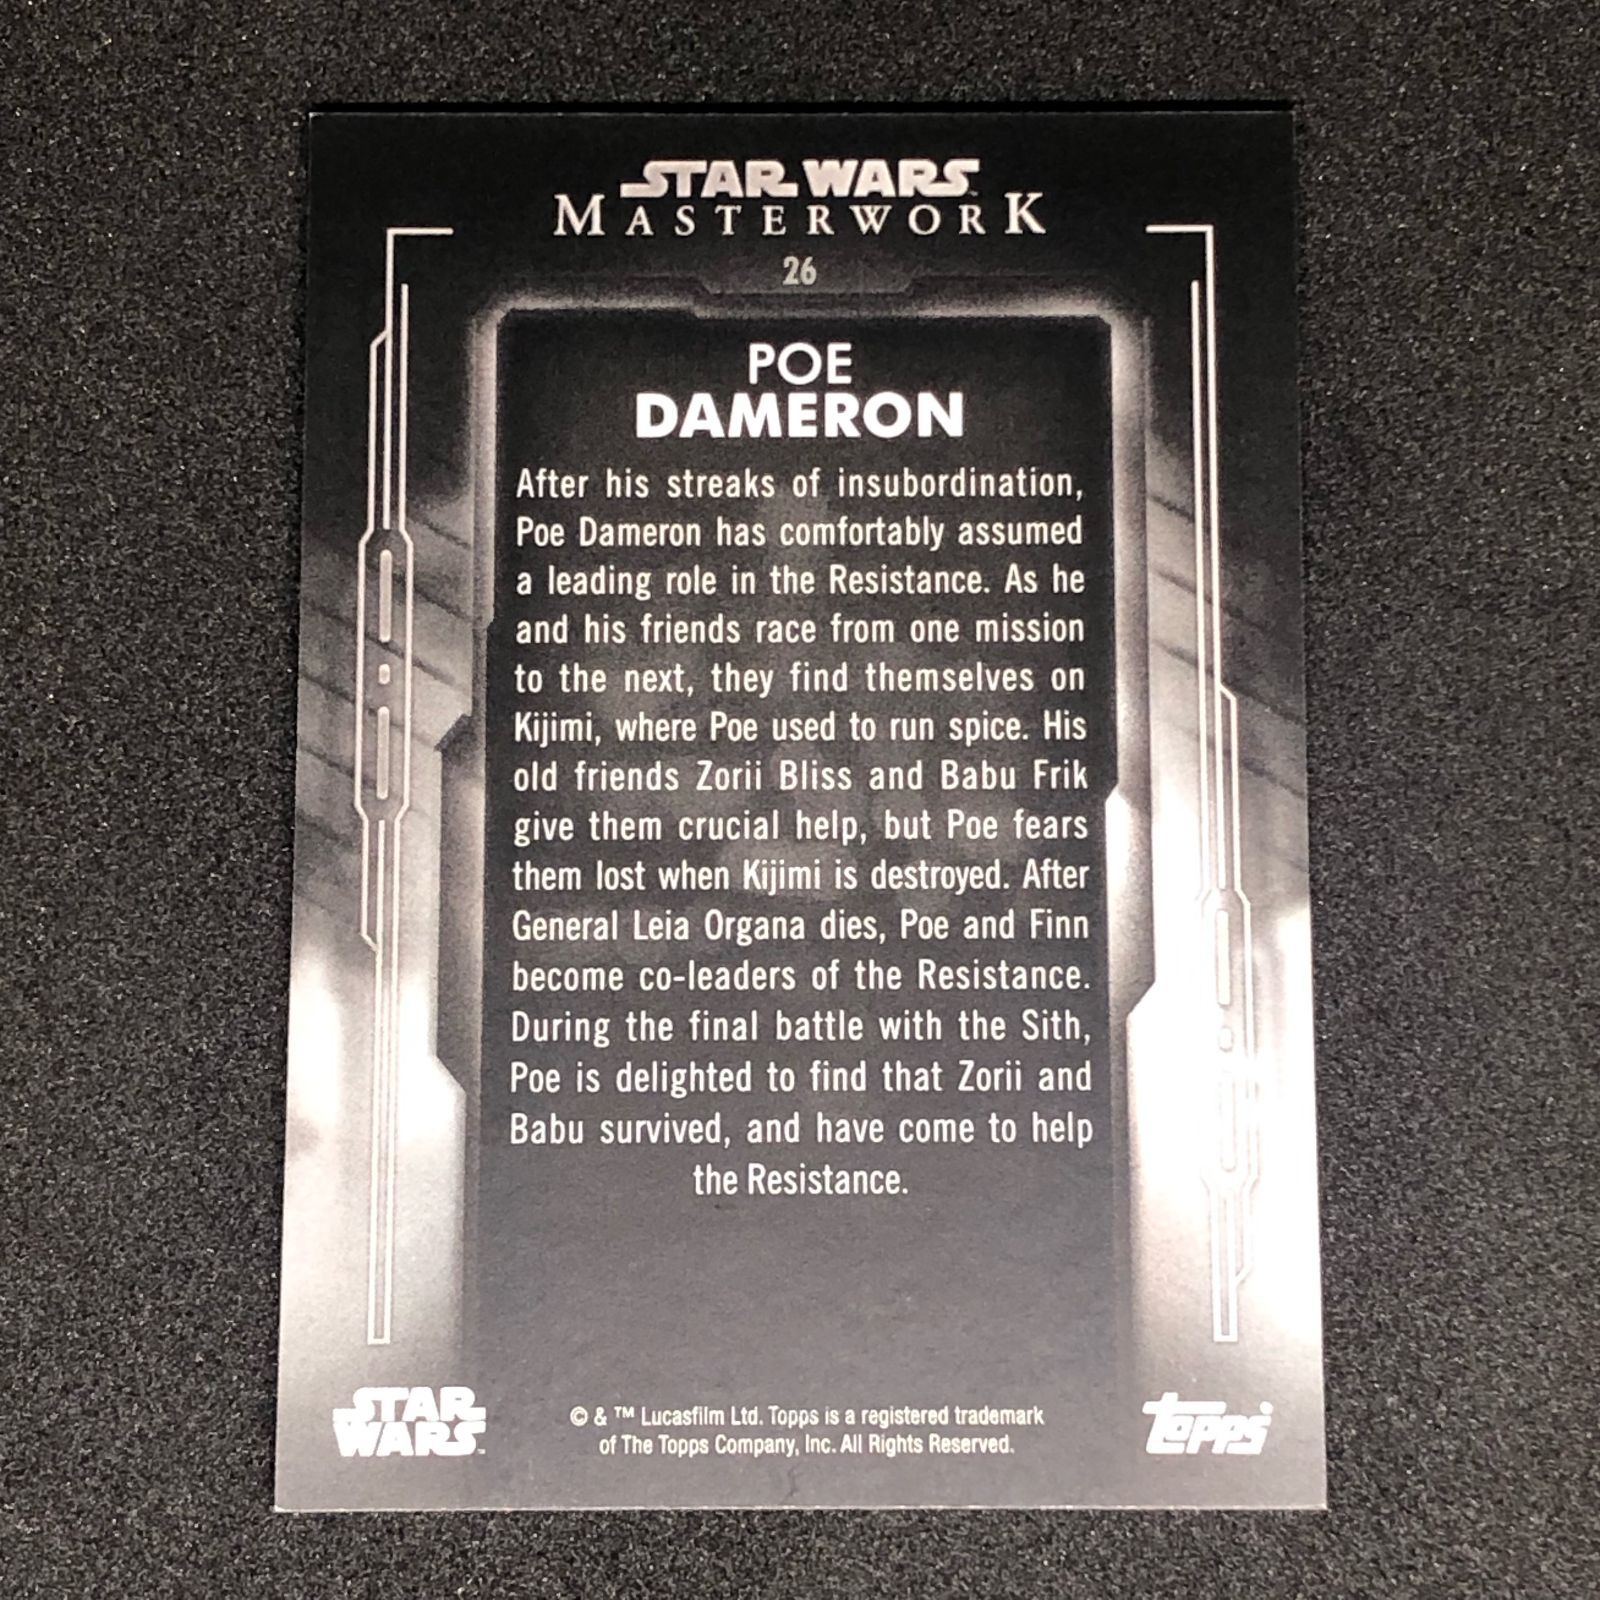 STAR WARS
MASTERWORK
26
POE
DAMERON
After his streaks of insubordination,
Poe Dameron has comfortably assumed
a leading role in the Resistance. As he
and his friends race from one mission
to the next, they find themselves on
Kijimi, where Poe used to run spice. His
old friends Zorii Bliss and Babu Frik
give them crucial help, but Poe fears
them lost when Kijimi is destroyed. After
General Leia Organa dies, Poe and Finn
become co-leaders of the Resistance.
During the final battle with the Sith,
Poe is delighted to find that Zorii and
Babu survived, and have come to help
the Resistance.
STAR
WARS
© & ™ Lucasfilm Ltd. Topps is a registered trademark
of The Topps Company, Inc. All Rights Reserved.
topps